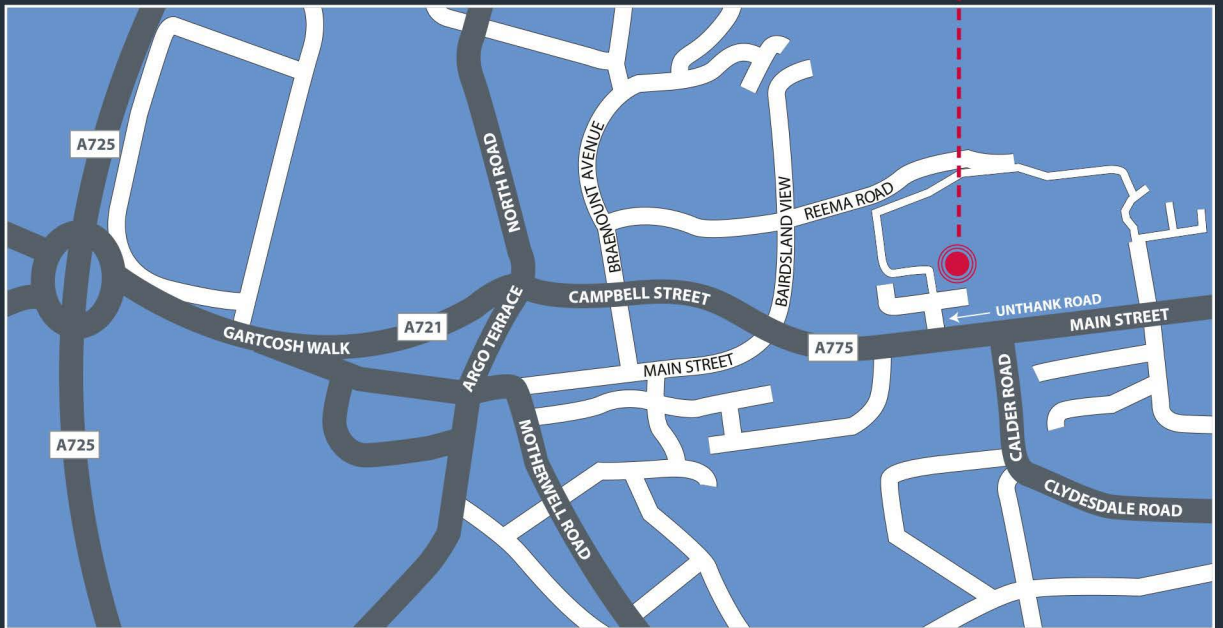 A725
NORTH ROAD
BRAEMOUNT AVENUE
BAIRDSLAND VIEW
REEMA ROAD
CAMPBELL STREET
UNTHANK ROAD
MAIN STREET
A721
GARTCOSH WALK
ARGO TERRACE
A775
MAIN STREET
CALDER ROAD
A725
MOTHERWELL ROAD
CLYDESDALE ROAD